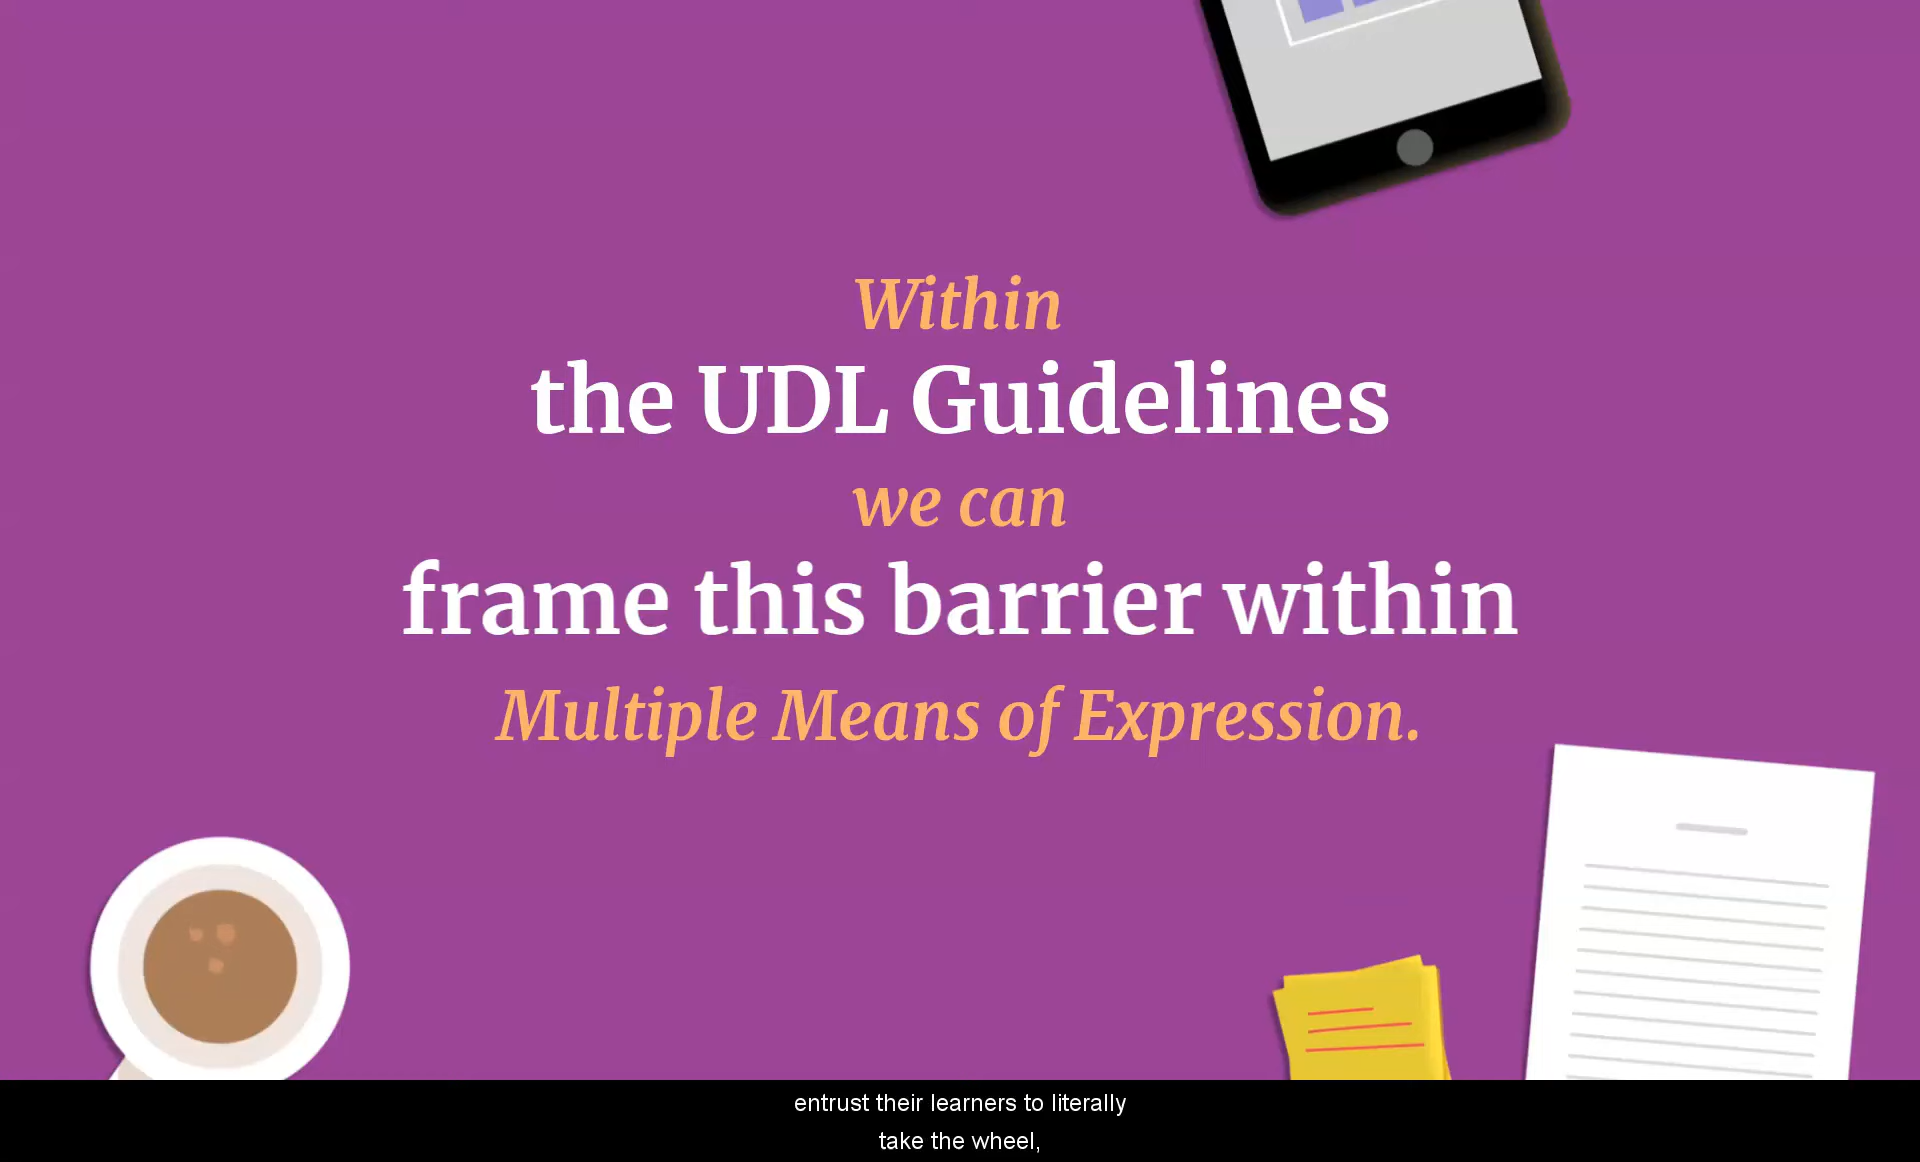 Within
the UDL Guidelines
we can
frame this barrier within
Multiple Means of Expression.
entrust their learners to literally
take the wheel,